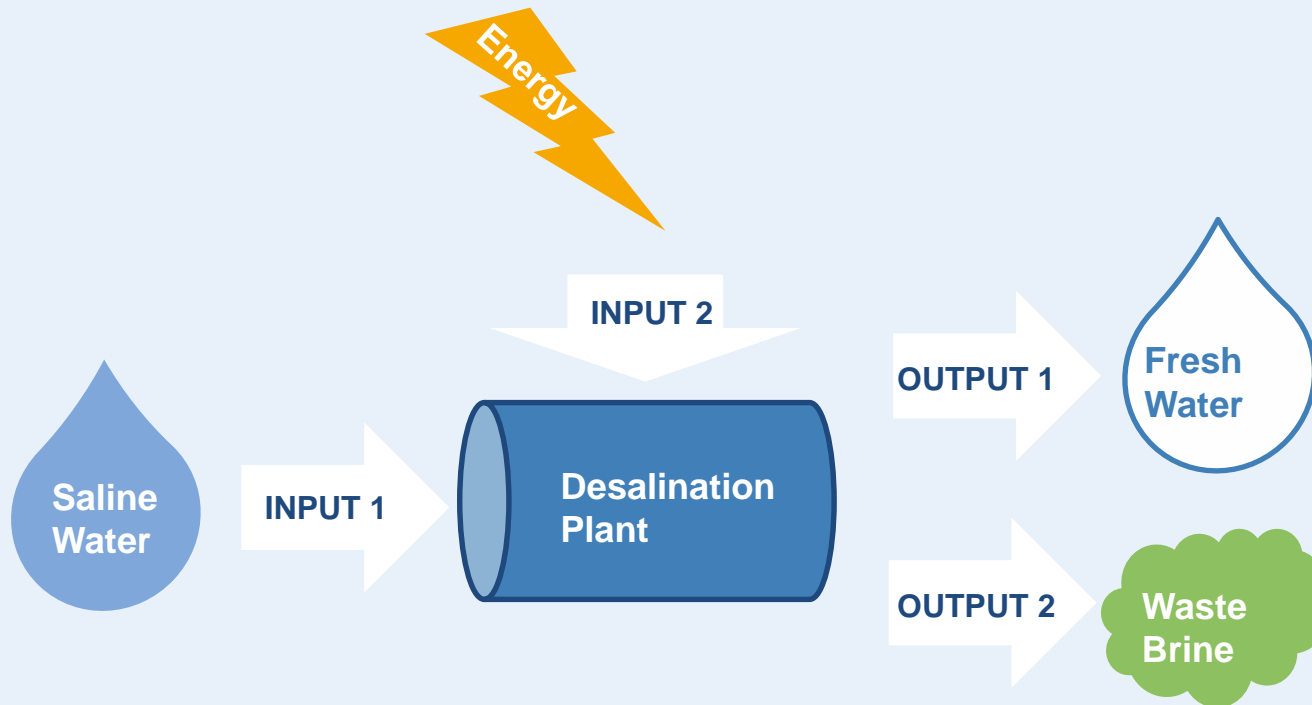 Energy
INPUT 2
Saline
Water
INPUT 1
Desalination
Plant
OUTPUT 1
Fresh
Water
OUTPUT 2
Waste
Brine